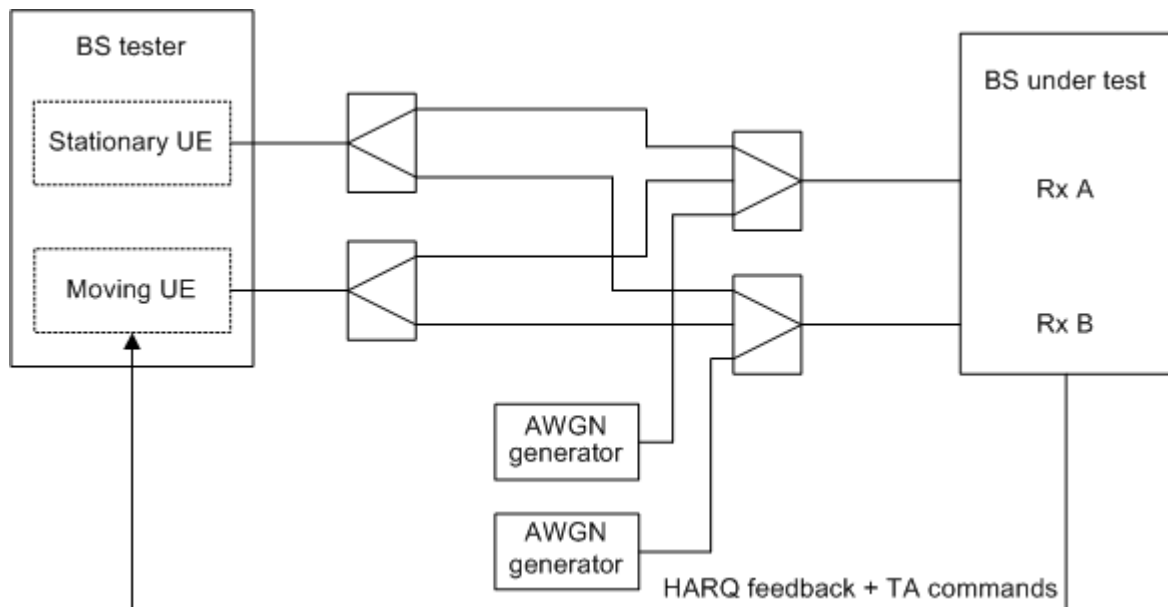 BS tester
Stationary UE
Moving UE
BS under test
Rx A
Rx B
AWGN
generator
AWGN
generator
HARQ feedback + TA commands